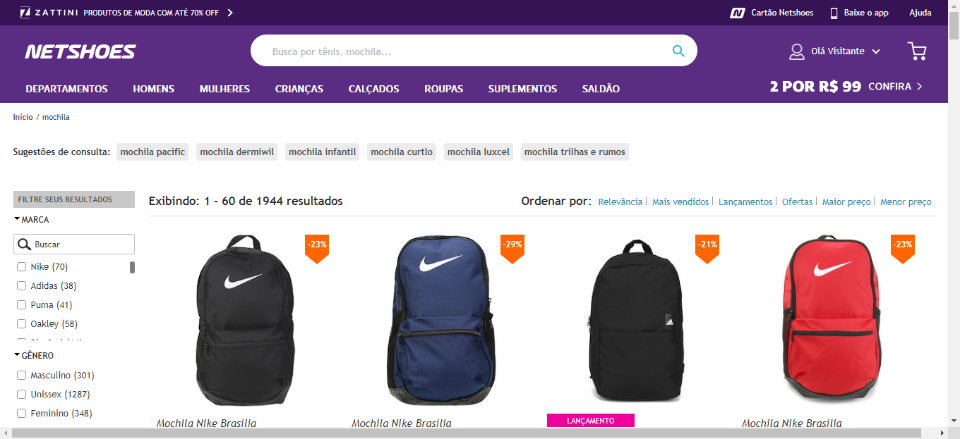 ZATTINI PRODUTOS DE MODA COM ATÉ 70% OFF
Cartão Netshoes Baixe o app Ajuda
NETSHOES
Busca por tênis, mochila...
Olá Visitante
DEPARTAMENTOS HOMENS MULHERES CRIANÇAS CALÇADOS ROUPAS SUPLEMENTOS SALDÃO
2 POR R$ 99 CONFIRA
Início / mochila
Sugestões de consulta: mochila pacific mochila dermiwil mochila infantil mochila curtlo mochila luxcel mochila trilhas e rumos
FILTRE SEUS RESULTADOS
Exibindo: 1 - 60 de 1944 resultados
Ordenar por: Relevância Mais vendidos Lançamentos Ofertas Maior preço Menor preço
MARCA
Buscar
Nike (70)
Adidas (38)
Puma (41)
Oakley (58)
GÊNERO
Masculino (301)
Unissex (1287)
Feminino (348)
-23% -29% -21% -23%
LANÇAMENTO
Mochila Nike Brasília Mochila Nike Brasília Mochila Nike Brasília